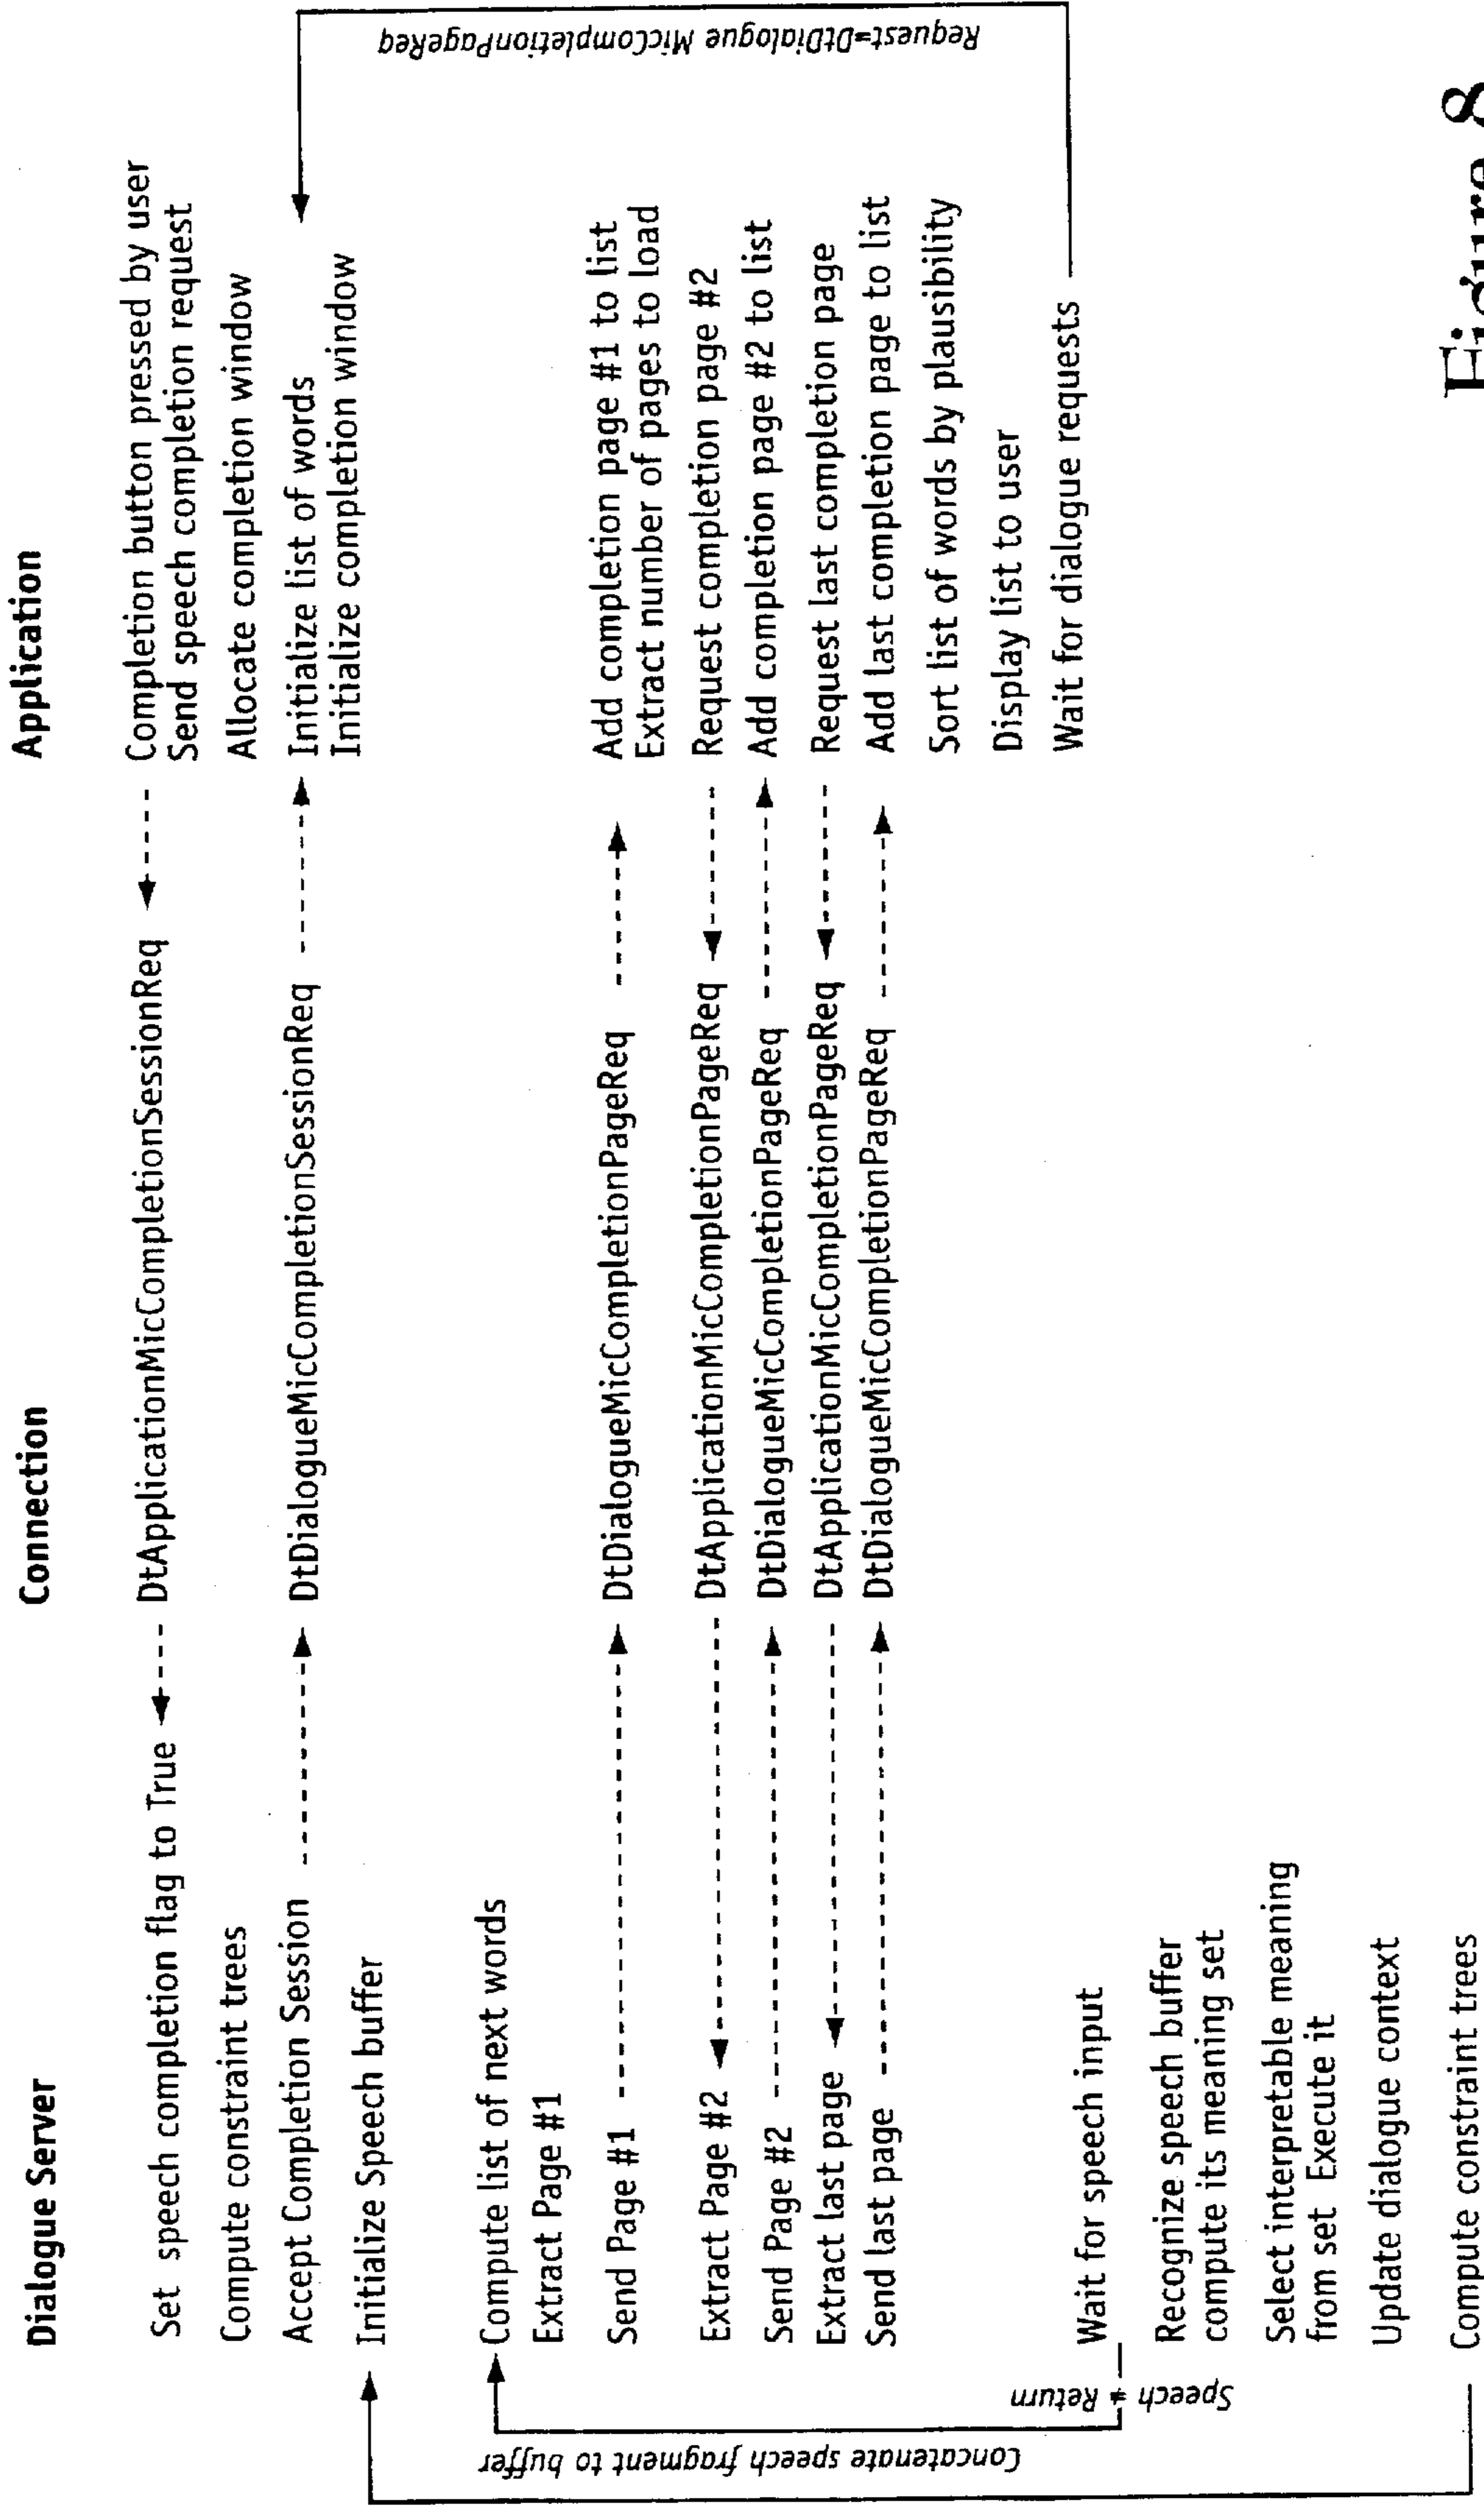 Dialogue Server
Connection
Application
Set speech completion flag to True
DtApplicationMicCompletionSessionReq
Completion button pressed by user
Send speech completion request
Compute constraint trees
Allocate completion window
Accept Completion Session
DtDialogueMicCompletionSessionReq
Initialize list of words
Initialize completion window
Initialize Speech buffer
Compute list of next words
Extract Page #1
Send Page #1
DtDialogueMicCompletionPageReq
Add completion page #1 to list
Extract number of pages to load
Extract Page #2
DtApplicationMicCompletionPageReq
Request completion page #2
Send Page #2
DtDialogueMicCompletionPageReq
Add completion page #2 to list
Extract last page
DtApplicationMicCompletionPageReq
Request last completion page
Send last page
DtDialogueMicCompletionPageReq
Add last completion page to list
Sort list of words by plausibility
Display list to user
Wait for dialogue requests
Request=DtDialogue MicCompletionPageReq
Wait for speech input
Speech ≠ Return
Concatenate speech fragment to buffer
Recognize speech buffer
compute its meaning set
Select interpretable meaning
from set Execute it
Update dialogue context
Compute constraint trees
Figure 8